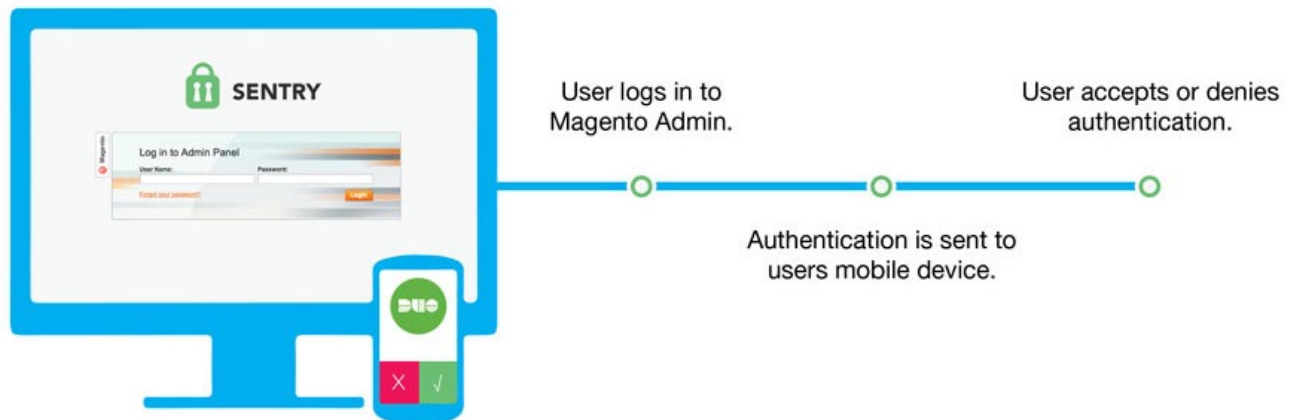 SENTRY
Magento
Log in to Admin Panel
User Name:
Password:
Forgot your password?
Login
DUO
X √
User logs in to
Magento Admin.
Authentication is sent to
users mobile device.
User accepts or denies
authentication.